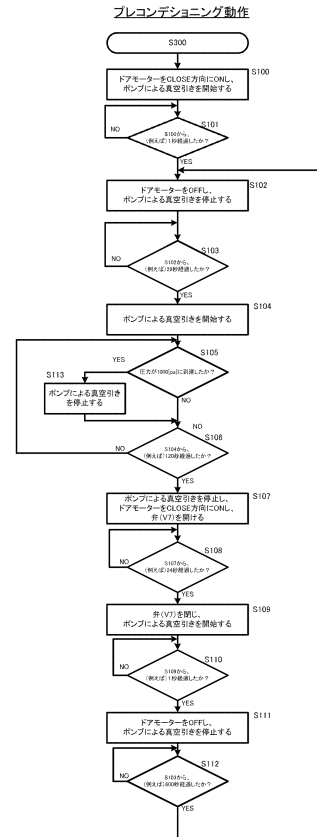 プレコンデショニング動作
S300
ドアモーターをCLOSE方向にONし、
ポンプによる真空引きを開始する
S100
S101
S100から、
(例えば)1秒経過したか？
NO
YES
ドアモーターをOFFし、
ポンプによる真空引きを停止する
S102
S103
S102から、
(例えば)29秒経過したか？
NO
YES
ポンプによる真空引きを開始する
S104
S105
圧力が1000[pa]に到達したか？
YES
NO
S113
ポンプによる真空引き
を停止する
NO
S106
S104から、
(例えば)120秒経過したか？
NO
YES
ポンプによる真空引きを停止し、
ドアモーターをCLOSE方向にONし、
弁(V7)を開ける
S107
S108
S107から、
(例えば)24秒経過したか？
NO
YES
弁(V7)を閉じ、
ポンプによる真空引きを開始する
S109
S110
S109から、
(例えば)1秒経過したか？
NO
YES
ドアモーターをOFFし、
ポンプによる真空引きを停止する
S111
S112
S103から、
(例えば)600秒経過したか？
NO
YES